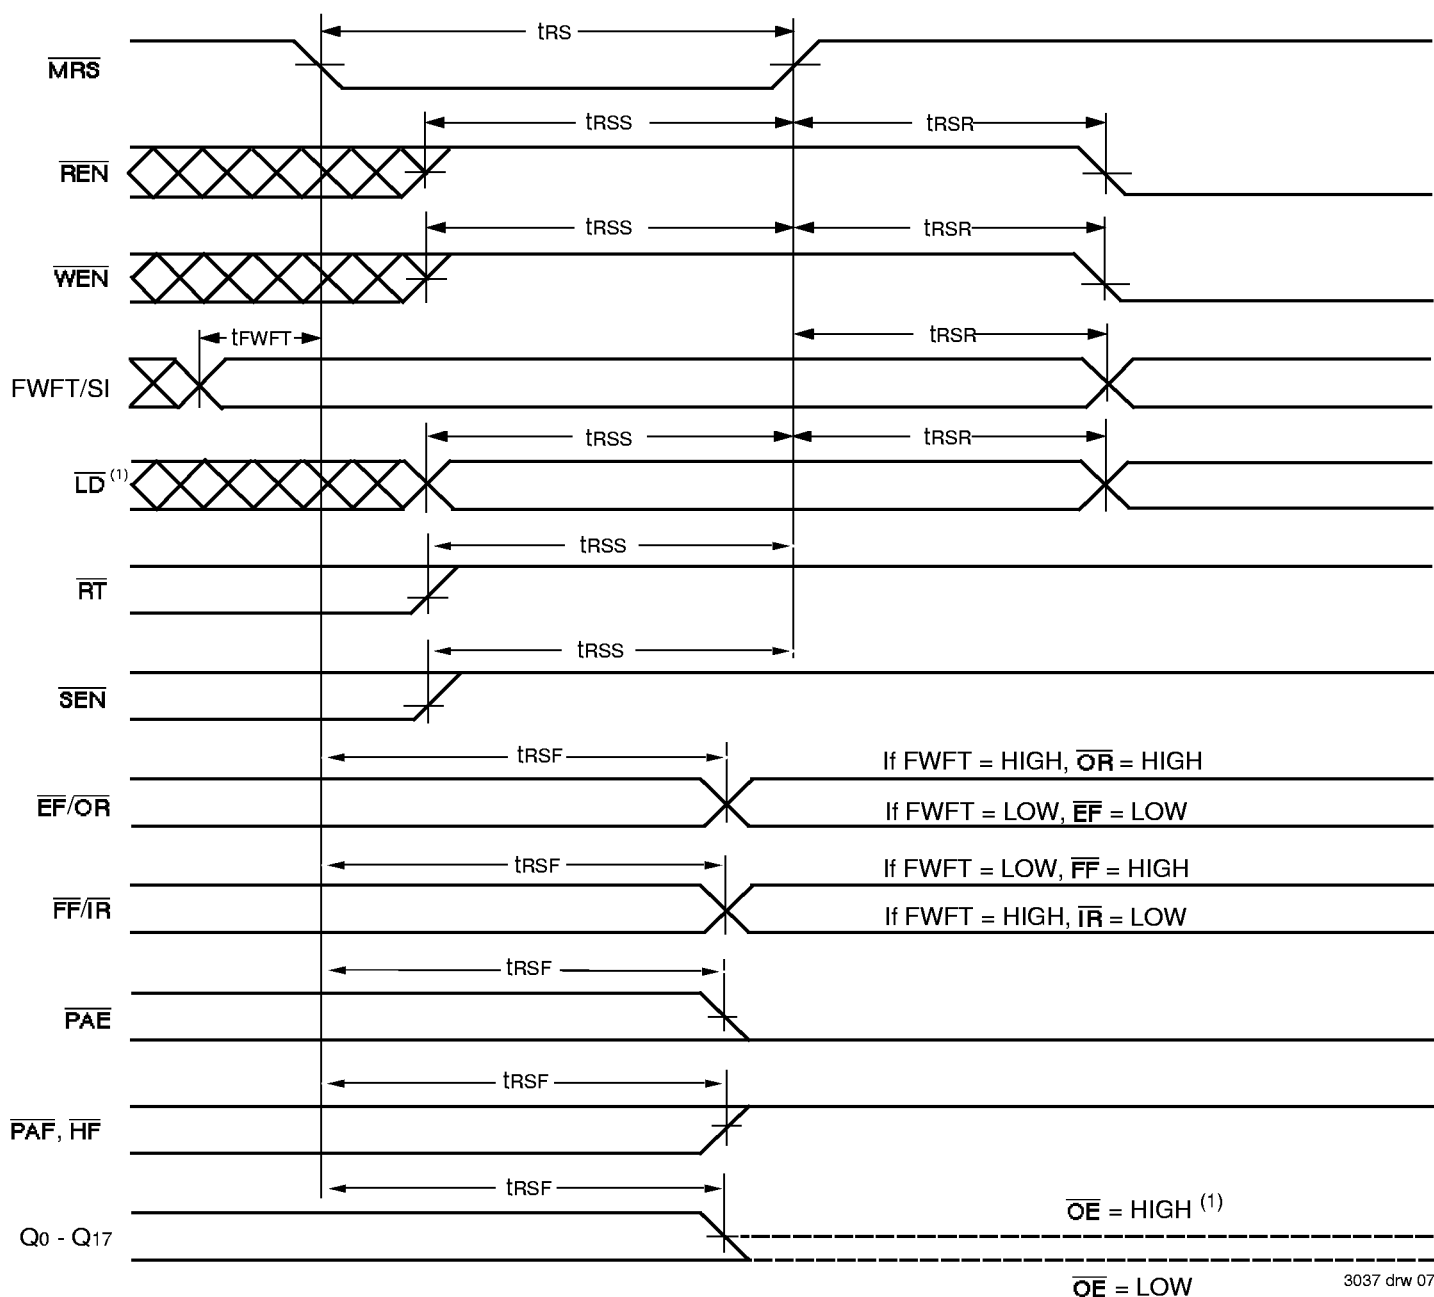 tRS
MRS
tRSS
tRSR
REN
tRSS
tRSR
WEN
tFWFT
tRSR
FWFT/SI
tRSS
tRSR
LD (1)
tRSS
RT
tRSS
SEN
tRSF
If FWFT = HIGH, OR = HIGH
EF/OR
If FWFT = LOW, EF = LOW
tRSF
If FWFT = LOW, FF = HIGH
FF/IR
If FWFT = HIGH, IR = LOW
tRSF
PAE
tRSF
PAF, HF
tRSF
OE = HIGH (1)
Q0 - Q17
OE = LOW
3037 drw 07